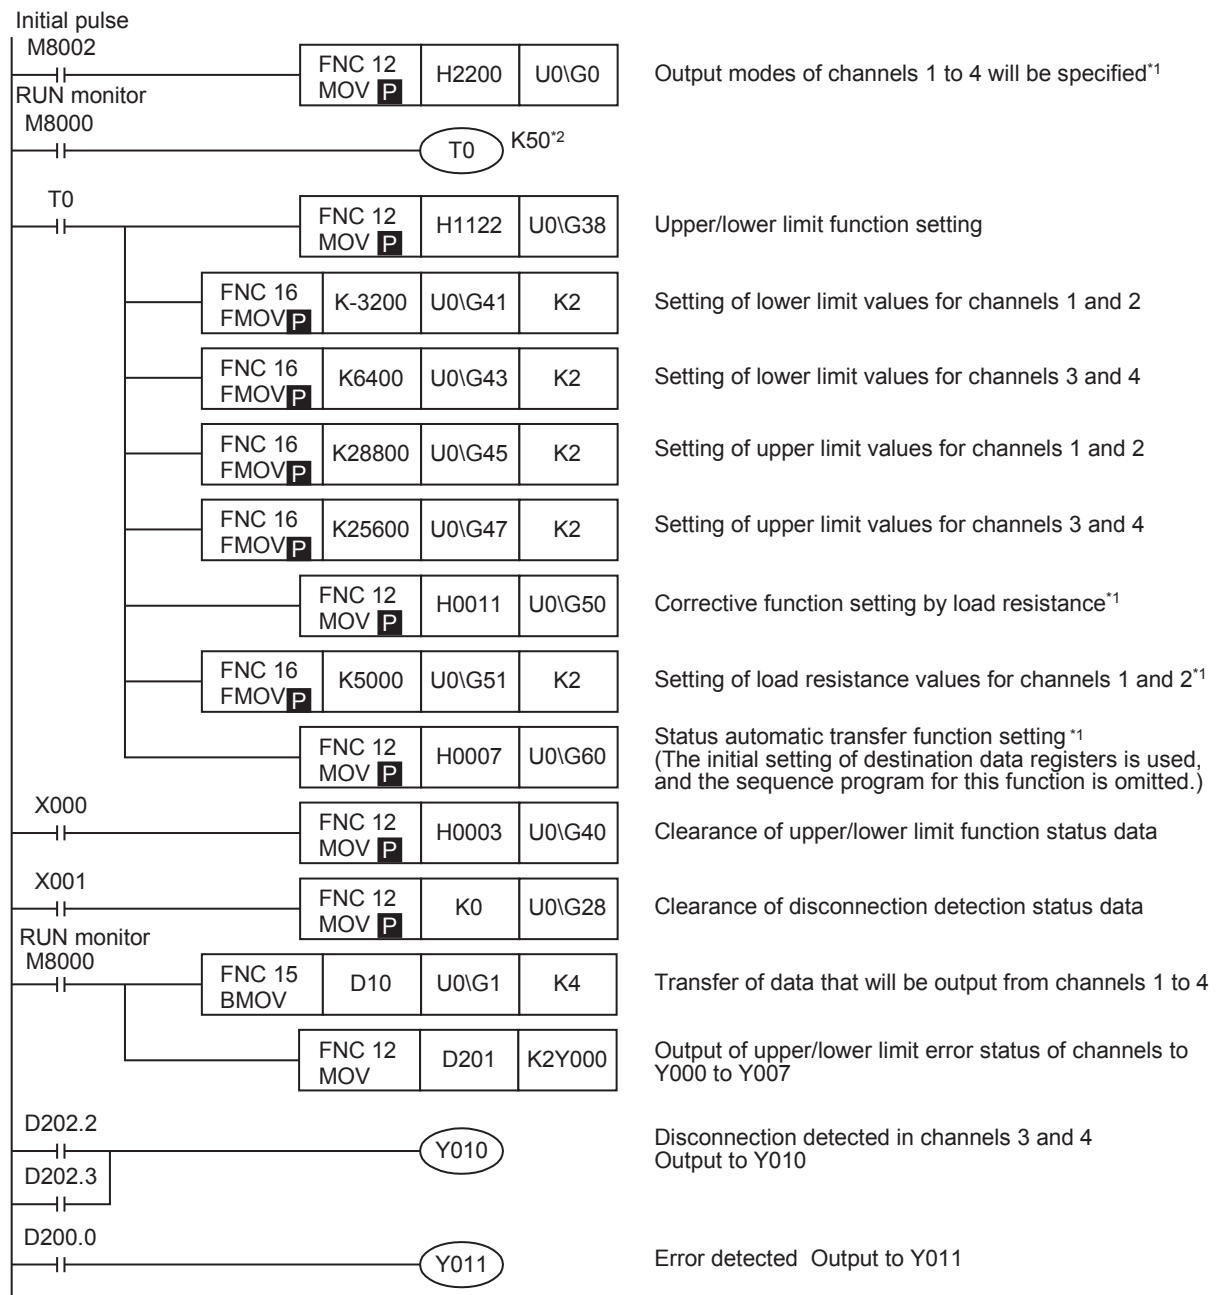 Initial pulse
M8002
FNC 12 H2200 U0\G0 Output modes of channels 1 to 4 will be specified*1
MOV P
RUN monitor
M8000
T0 K50*2
T0
FNC 12 H1122 U0\G38 Upper/lower limit function setting
MOV P
FNC 16 K-3200 U0\G41 K2 Setting of lower limit values for channels 1 and 2
FMOV P
FNC 16 K6400 U0\G43 K2 Setting of lower limit values for channels 3 and 4
FMOV P
FNC 16 K28800 U0\G45 K2 Setting of upper limit values for channels 1 and 2
FMOV P
FNC 16 K25600 U0\G47 K2 Setting of upper limit values for channels 3 and 4
FMOV P
FNC 12 H0011 U0\G50 Corrective function setting by load resistance*1
MOV P
FNC 16 K5000 U0\G51 K2 Setting of load resistance values for channels 1 and 2*1
FMOV P
FNC 12 H0007 U0\G60 Status automatic transfer function setting *1
MOV P (The initial setting of destination data registers is used,
and the sequence program for this function is omitted.)
X000
FNC 12 H0003 U0\G40 Clearance of upper/lower limit function status data
MOV P
X001
FNC 12 K0 U0\G28 Clearance of disconnection detection status data
MOV P
RUN monitor
M8000
FNC 15 D10 U0\G1 K4 Transfer of data that will be output from channels 1 to 4
BMOV
FNC 12 D201 K2Y000 Output of upper/lower limit error status of channels to
MOV Y000 to Y007
D202.2
Y010 Disconnection detected in channels 3 and 4
Output to Y010
D202.3
D200.0
Y011 Error detected Output to Y011